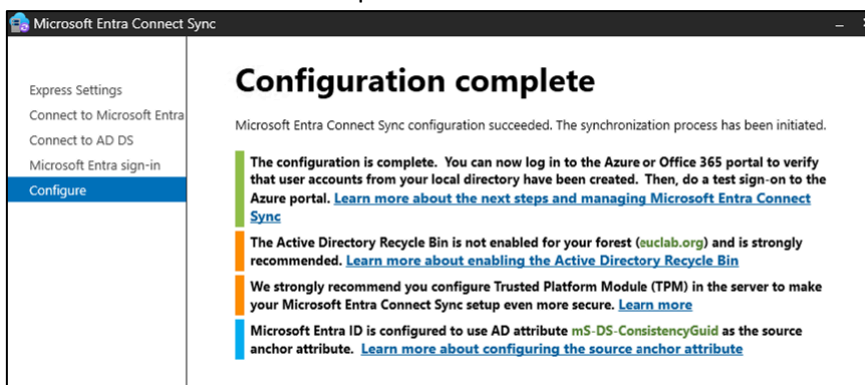 Microsoft Entra Connect Sync
Express Settings
Connect to Microsoft Entra
Connect to AD DS
Microsoft Entra sign-in
Configure
Configuration complete
Microsoft Entra Connect Sync configuration succeeded. The synchronization process has been initiated.
The configuration is complete. You can now log in to the Azure or Office 365 portal to verify
that user accounts from your local directory have been created. Then, do a test sign-on to the
Azure portal. Learn more about the next steps and managing Microsoft Entra Connect
Sync
The Active Directory Recycle Bin is not enabled for your forest (euclab.org) and is strongly
recommended. Learn more about enabling the Active Directory Recycle Bin
We strongly recommend you configure Trusted Platform Module (TPM) in the server to make
your Microsoft Entra Connect Sync setup even more secure. Learn more
Microsoft Entra ID is configured to use AD attribute mS-DS-ConsistencyGuid as the source
anchor attribute. Learn more about configuring the source anchor attribute